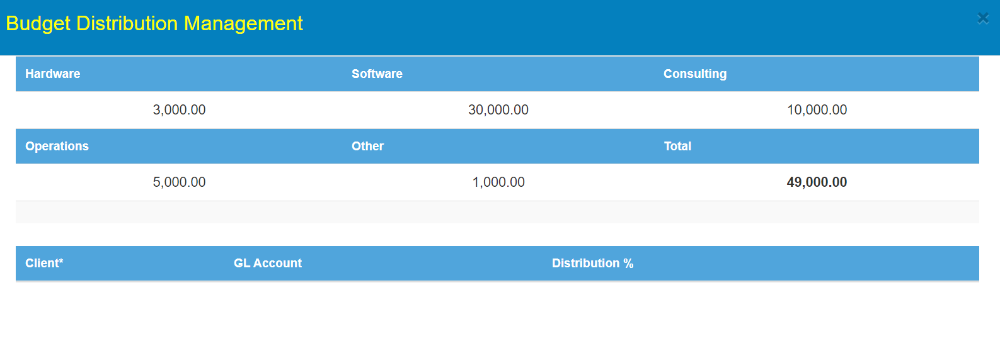 Budget Distribution Management
Hardware Software Consulting
3,000.00 30,000.00 10,000.00
Operations Other Total
5,000.00 1,000.00 49,000.00
Client* GL Account Distribution %